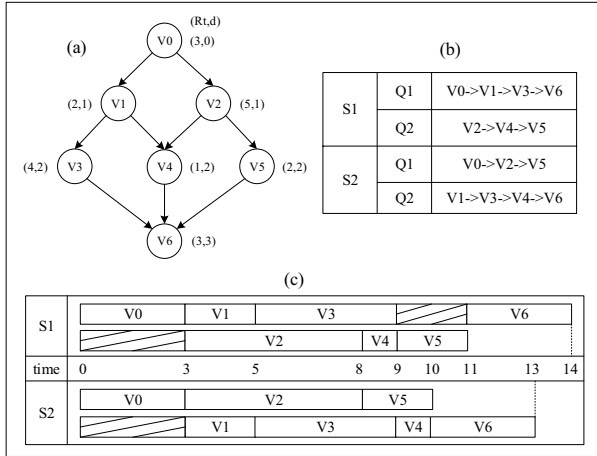 (a)
(Rt,d)
V0 (3,0)
(2,1) V1 V2 (5,1)
(4,2) V3 V4 (1,2) V5 (2,2)
V6 (3,3)
(b)
S1 Q1 V0->V1->V3->V6
Q2 V2->V4->V5
S2 Q1 V0->V2->V5
Q2 V1->V3->V4->V6
(c)
S1 V0 V1 V3 V6
V2 V4 V5
time 0 3 5 8 9 10 11 13 14
S2 V0 V2 V5
V1 V3 V4 V6